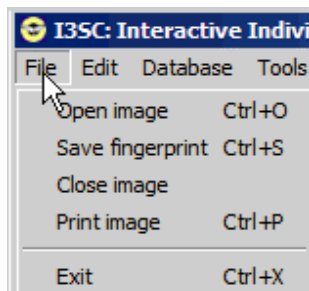 I3SC: Interactive Indivi
File Edit Database Tools
Open image Ctrl+O
Save fingerprint Ctrl+S
Close image
Print image Ctrl+P
Exit Ctrl+X